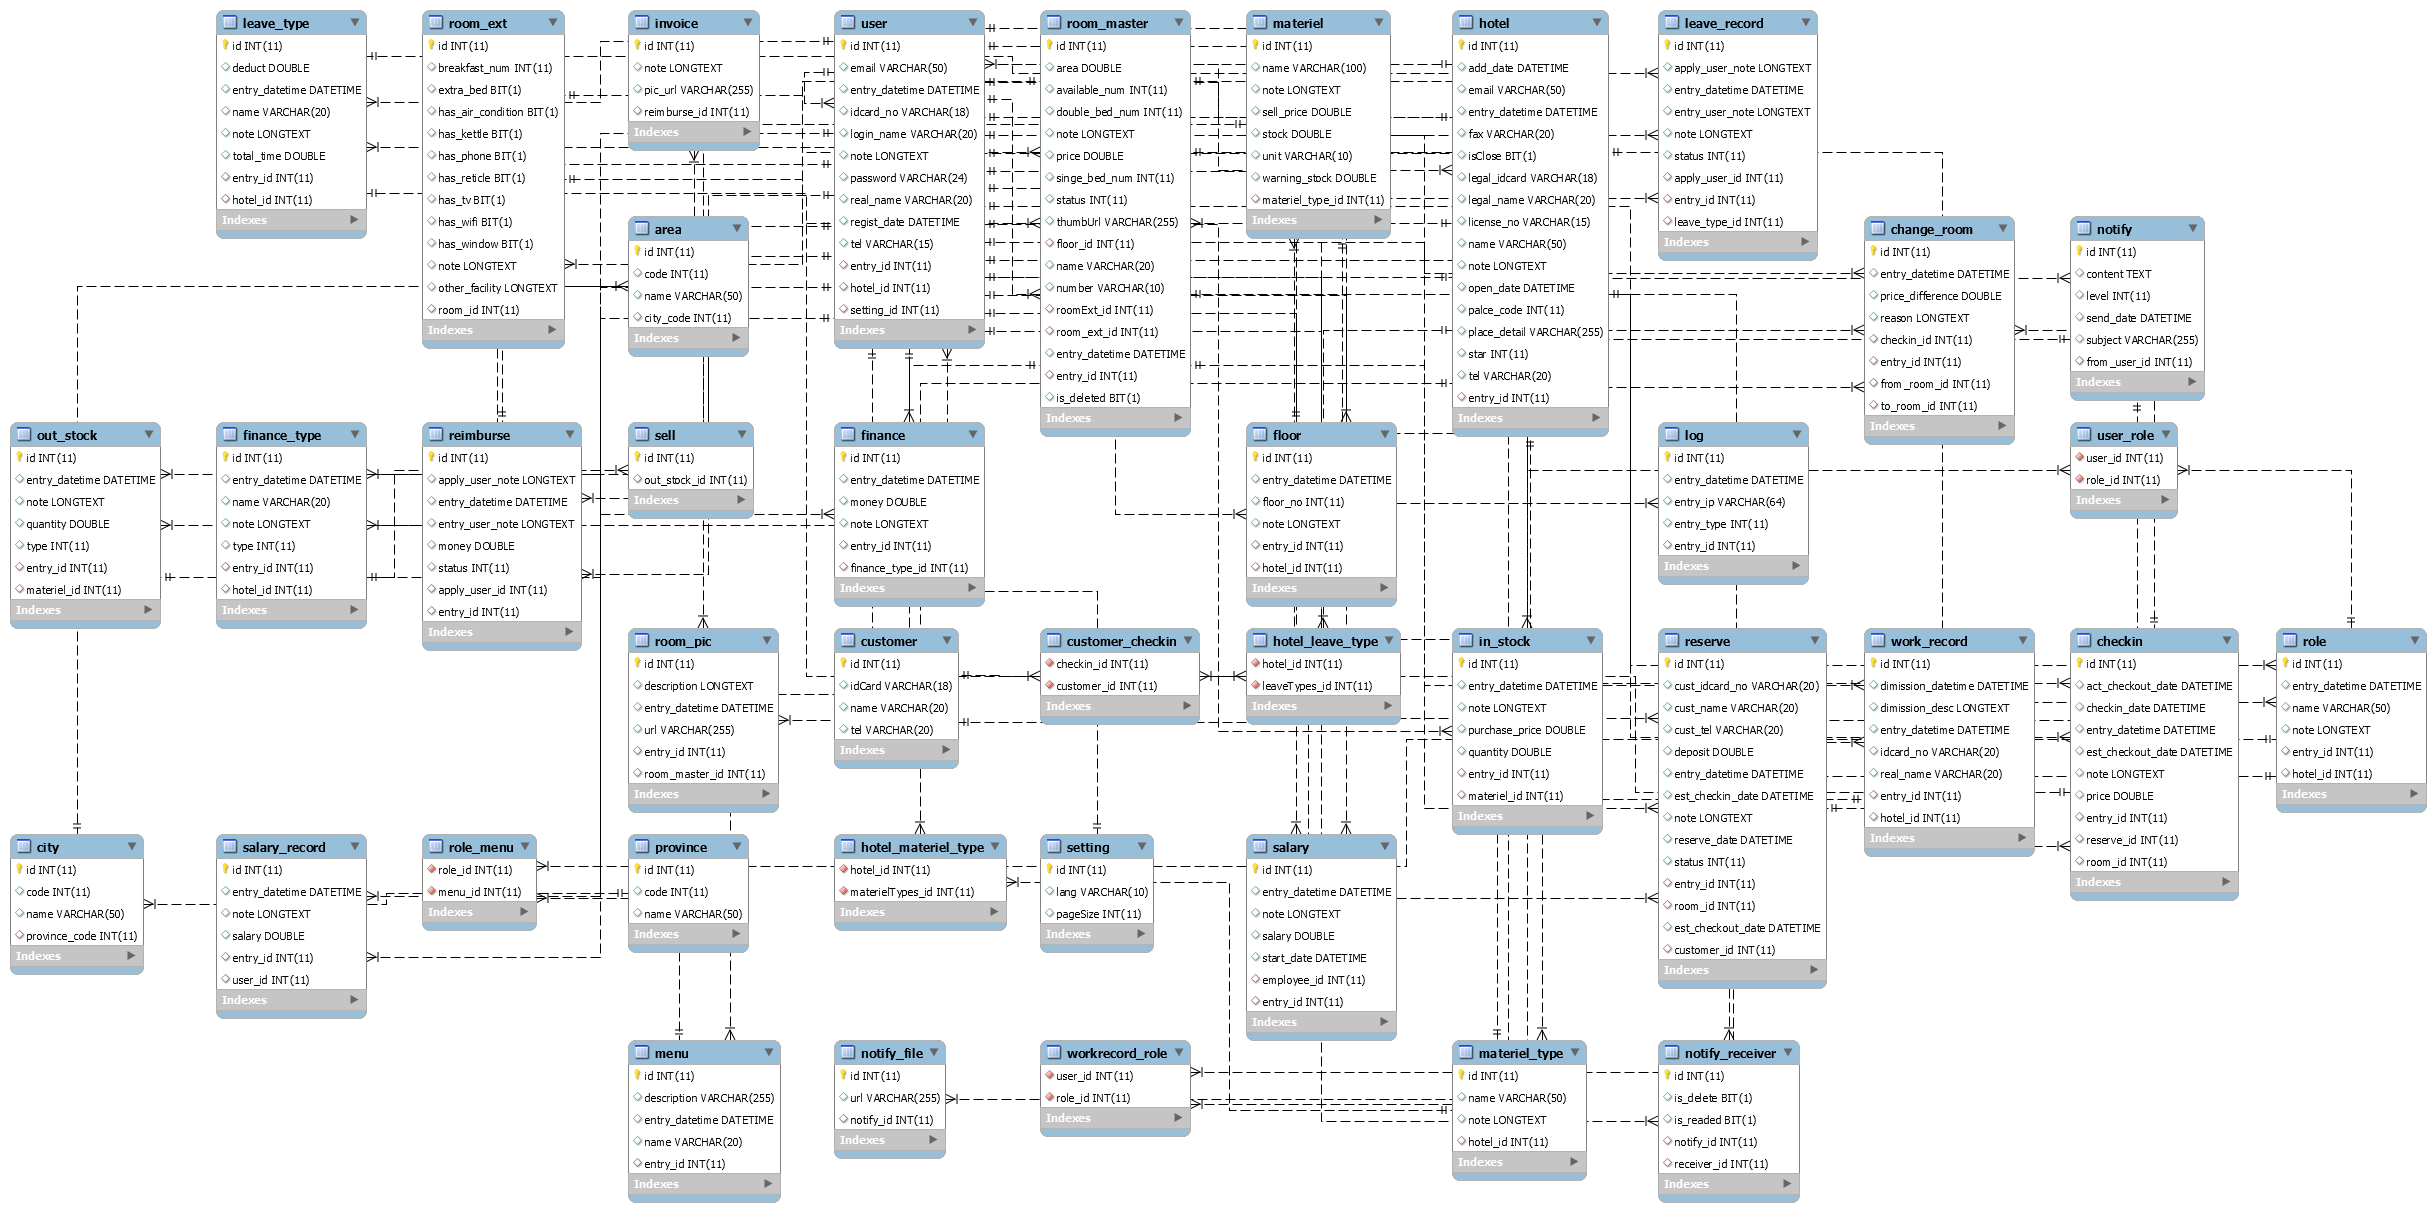 leave_type
id INT(11)
deduct DOUBLE
entry_datetime DATETIME
name VARCHAR(20)
note LONGTEXT
total_time DOUBLE
entry_id INT(11)
hotel_id INT(11)
Indexes
room_ext
id INT(11)
breakfast_num INT(11)
extra_bed BIT(1)
has_air_condition BIT(1)
has_kettle BIT(1)
has_phone BIT(1)
has_reticle BIT(1)
has_tv BIT(1)
has_wifi BIT(1)
has_window BIT(1)
note LONGTEXT
other_facility LONGTEXT
room_id INT(11)
Indexes
invoice
id INT(11)
note LONGTEXT
pic_url VARCHAR(255)
reimburse_id INT(11)
Indexes
user
id INT(11)
email VARCHAR(50)
entry_datetime DATETIME
idcard_no VARCHAR(18)
login_name VARCHAR(20)
note LONGTEXT
password VARCHAR(24)
real_name VARCHAR(20)
regist_date DATETIME
tel VARCHAR(15)
entry_id INT(11)
hotel_id INT(11)
setting_id INT(11)
Indexes
room_master
id INT(11)
area DOUBLE
available_num INT(11)
double_bed_num INT(11)
note LONGTEXT
price DOUBLE
singe_bed_num INT(11)
status INT(11)
thumbUrl VARCHAR(255)
floor_id INT(11)
name VARCHAR(20)
number VARCHAR(10)
roomExt_id INT(11)
room_ext_id INT(11)
entry_datetime DATETIME
entry_id INT(11)
is_deleted BIT(1)
Indexes
materiel
id INT(11)
name VARCHAR(100)
note LONGTEXT
sell_price DOUBLE
stock DOUBLE
unit VARCHAR(10)
warning_stock DOUBLE
materiel_type_id INT(11)
Indexes
hotel
id INT(11)
add_date DATETIME
email VARCHAR(50)
entry_datetime DATETIME
fax VARCHAR(20)
isClose BIT(1)
legal_idcard VARCHAR(18)
legal_name VARCHAR(20)
license_no VARCHAR(15)
name VARCHAR(50)
note LONGTEXT
open_date DATETIME
palce_code INT(11)
place_detail VARCHAR(255)
star INT(11)
tel VARCHAR(20)
entry_id INT(11)
Indexes
leave_record
id INT(11)
apply_user_note LONGTEXT
entry_datetime DATETIME
entry_user_note LONGTEXT
note LONGTEXT
status INT(11)
apply_user_id INT(11)
entry_id INT(11)
leave_type_id INT(11)
Indexes
area
id INT(11)
code INT(11)
name VARCHAR(50)
city_code INT(11)
Indexes
change_room
id INT(11)
entry_datetime DATETIME
price_difference DOUBLE
reason LONGTEXT
checkin_id INT(11)
entry_id INT(11)
from_room_id INT(11)
to_room_id INT(11)
Indexes
notify
id INT(11)
content TEXT
level INT(11)
send_date DATETIME
subject VARCHAR(255)
from_user_id INT(11)
Indexes
out_stock
id INT(11)
entry_datetime DATETIME
note LONGTEXT
quantity DOUBLE
type INT(11)
entry_id INT(11)
materiel_id INT(11)
Indexes
finance_type
id INT(11)
entry_datetime DATETIME
name VARCHAR(20)
note LONGTEXT
type INT(11)
entry_id INT(11)
hotel_id INT(11)
Indexes
reimburse
id INT(11)
apply_user_note LONGTEXT
entry_datetime DATETIME
entry_user_note LONGTEXT
money DOUBLE
status INT(11)
apply_user_id INT(11)
entry_id INT(11)
Indexes
sell
id INT(11)
out_stock_id INT(11)
Indexes
finance
id INT(11)
entry_datetime DATETIME
money DOUBLE
note LONGTEXT
entry_id INT(11)
finance_type_id INT(11)
Indexes
floor
id INT(11)
entry_datetime DATETIME
floor_no INT(11)
note LONGTEXT
entry_id INT(11)
hotel_id INT(11)
Indexes
log
id INT(11)
entry_datetime DATETIME
entry_ip VARCHAR(64)
entry_type INT(11)
entry_id INT(11)
Indexes
user_role
user_id INT(11)
role_id INT(11)
Indexes
room_pic
id INT(11)
description LONGTEXT
entry_datetime DATETIME
url VARCHAR(255)
entry_id INT(11)
room_master_id INT(11)
Indexes
customer
id INT(11)
idCard VARCHAR(18)
name VARCHAR(20)
tel VARCHAR(20)
Indexes
customer_checkin
checkin_id INT(11)
customer_id INT(11)
Indexes
hotel_leave_type
hotel_id INT(11)
leaveTypes_id INT(11)
Indexes
in_stock
id INT(11)
entry_datetime DATETIME
note LONGTEXT
purchase_price DOUBLE
quantity DOUBLE
entry_id INT(11)
materiel_id INT(11)
Indexes
reserve
id INT(11)
cust_idcard_no VARCHAR(20)
cust_name VARCHAR(20)
cust_tel VARCHAR(20)
deposit DOUBLE
entry_datetime DATETIME
est_checkin_date DATETIME
note LONGTEXT
reserve_date DATETIME
status INT(11)
entry_id INT(11)
room_id INT(11)
est_checkout_date DATETIME
customer_id INT(11)
Indexes
work_record
id INT(11)
dimission_datetime DATETIME
dimission_desc LONGTEXT
entry_datetime DATETIME
idcard_no VARCHAR(20)
real_name VARCHAR(20)
entry_id INT(11)
hotel_id INT(11)
Indexes
checkin
id INT(11)
act_checkout_date DATETIME
checkin_date DATETIME
entry_datetime DATETIME
est_checkout_date DATETIME
note LONGTEXT
price DOUBLE
entry_id INT(11)
reserve_id INT(11)
room_id INT(11)
Indexes
role
id INT(11)
entry_datetime DATETIME
name VARCHAR(50)
note LONGTEXT
entry_id INT(11)
hotel_id INT(11)
Indexes
city
id INT(11)
code INT(11)
name VARCHAR(50)
province_code INT(11)
Indexes
salary_record
id INT(11)
entry_datetime DATETIME
note LONGTEXT
salary DOUBLE
entry_id INT(11)
user_id INT(11)
Indexes
role_menu
role_id INT(11)
menu_id INT(11)
Indexes
province
id INT(11)
code INT(11)
name VARCHAR(50)
Indexes
hotel_materiel_type
hotel_id INT(11)
materielTypes_id INT(11)
Indexes
setting
id INT(11)
lang VARCHAR(10)
pageSize INT(11)
Indexes
salary
id INT(11)
entry_datetime DATETIME
note LONGTEXT
salary DOUBLE
start_date DATETIME
employee_id INT(11)
entry_id INT(11)
Indexes
menu
id INT(11)
description VARCHAR(255)
entry_datetime DATETIME
name VARCHAR(20)
entry_id INT(11)
Indexes
notify_file
id INT(11)
url VARCHAR(255)
notify_id INT(11)
Indexes
workrecord_role
user_id INT(11)
role_id INT(11)
Indexes
materiel_type
id INT(11)
name VARCHAR(50)
note LONGTEXT
hotel_id INT(11)
Indexes
notify_receiver
id INT(11)
is_delete BIT(1)
is_readed BIT(1)
notify_id INT(11)
receiver_id INT(11)
Indexes